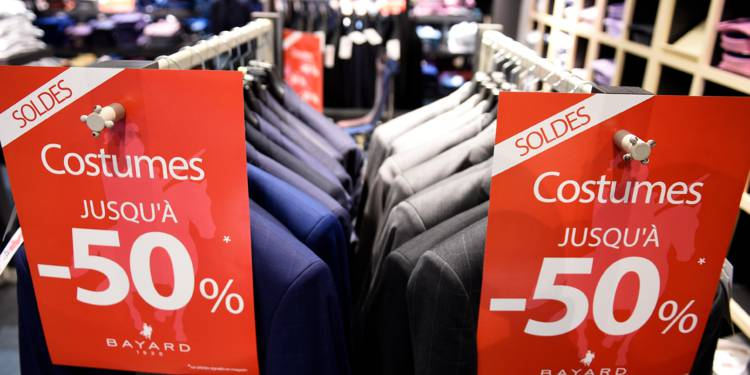 SOLDES
Costumes
JUSQU'À
-50%*
BAYARD
SOLDES
Costumes
JUSQU'À
-50%*
BAYARD